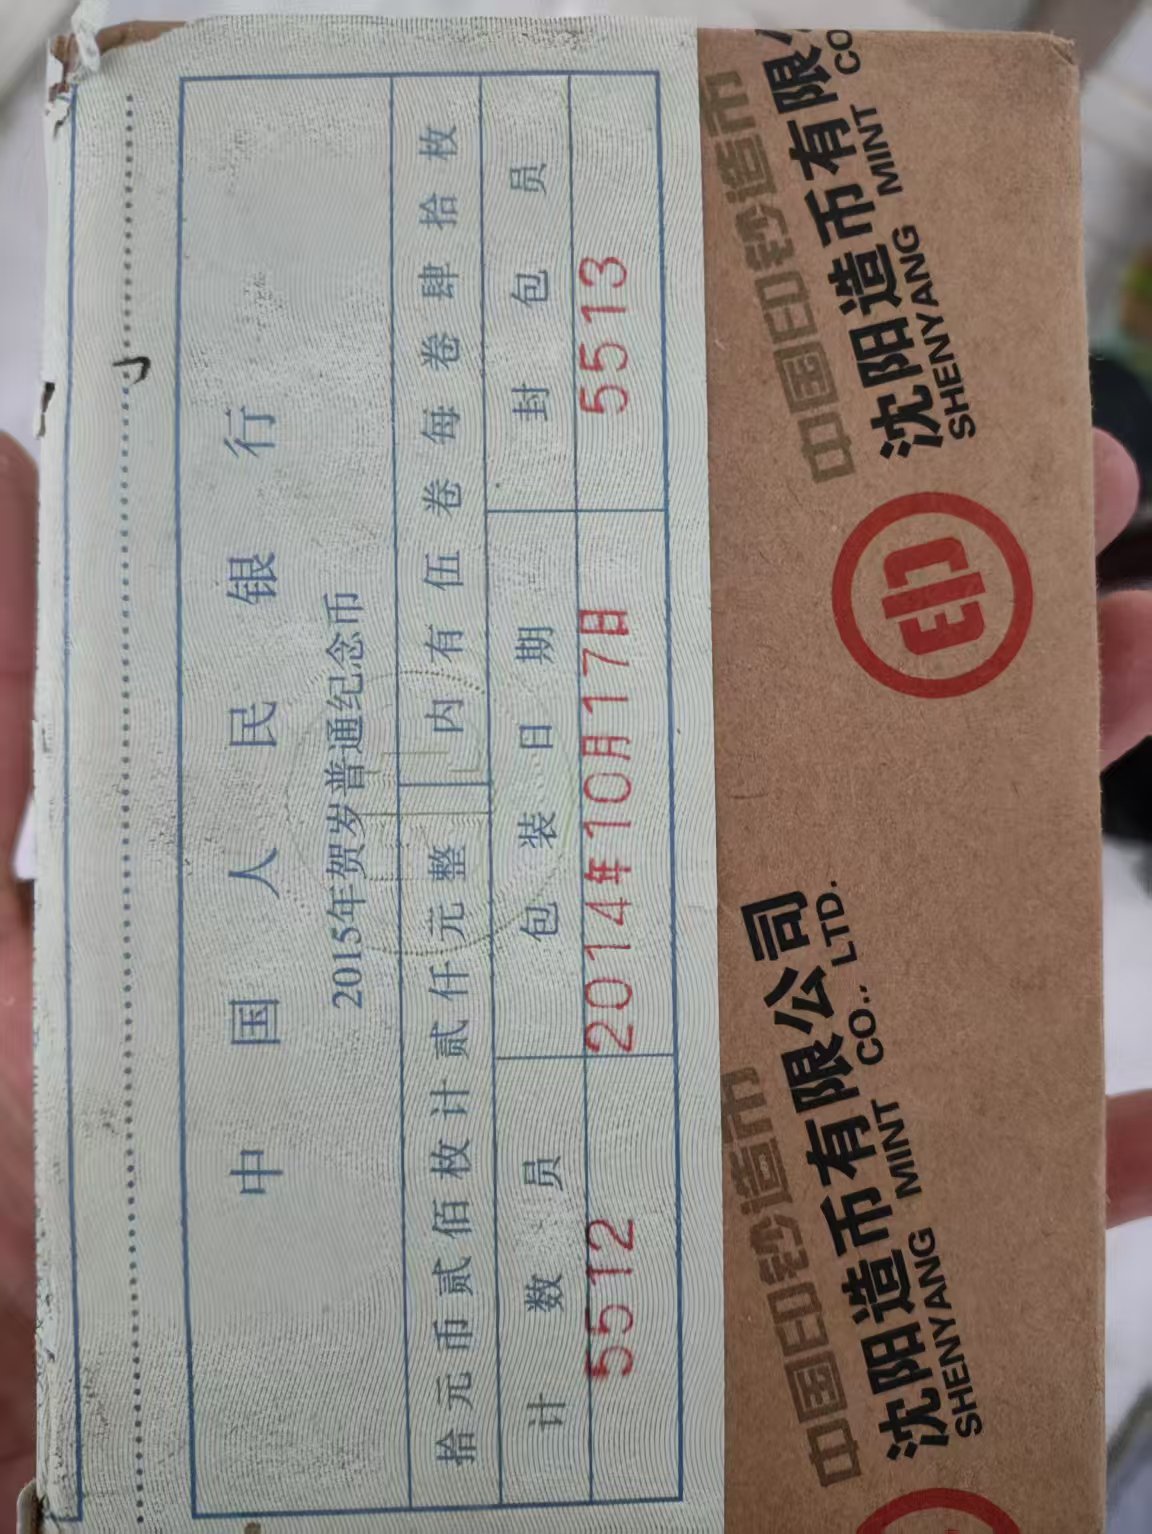 中国人民银行
2015年贺岁普通纪念币
拾元币贰佰枚计贰仟元整 内有伍卷每卷肆拾枚
计数员 包装日期 封包员
5512 2014年10月17日 5513
中国印钞造币
沈阳造币有限公司
SHENYANG MINT CO., LTD.
中国印钞造币
沈阳造币有限
SHENYANG MINT CO